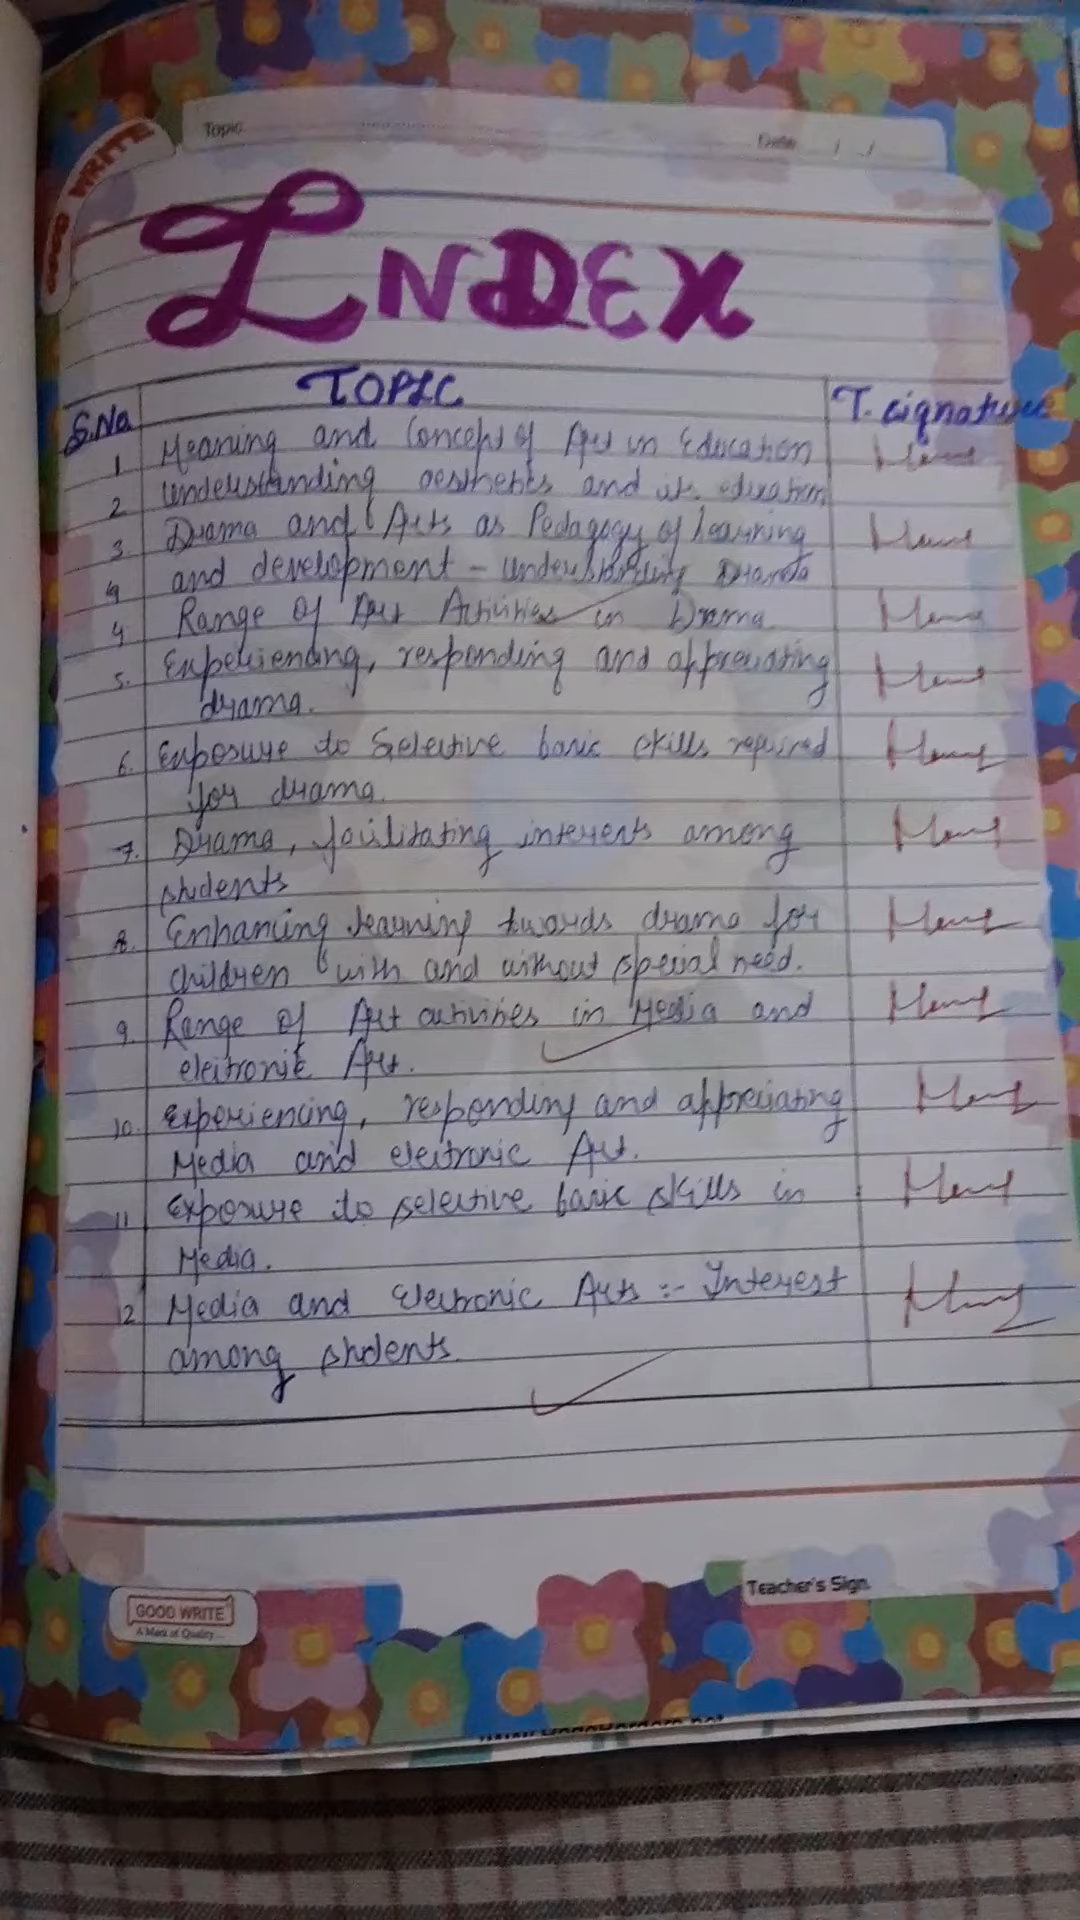 GOOD WRITE
Topic
Date / /
INDEX
S.No. TOPIC T. signature
1 Meaning and Concept of Art in Education
2 Understanding aesthetics and its education
3. Drama and Arts as Pedagogy of learning
4 and development - Understanding Drama
4 Range of Art Activities in Drama
5. Experiencing, responding and appreciating
drama.
6. Exposure to Selective basic skills required
for drama.
7. Drama, facilitating interests among
students
8. Enhancing learning towards drama for
children with and without special need.
9. Range of Art activities in Media and
electronic Art.
10. Experiencing, responding and appreciating
Media and electronic Art.
11 Exposure to selective basic skills in
Media.
12 Media and Electronic Arts :- Interest
among students.
Teacher's Sign.
GOOD WRITE
A Mark of Quality...